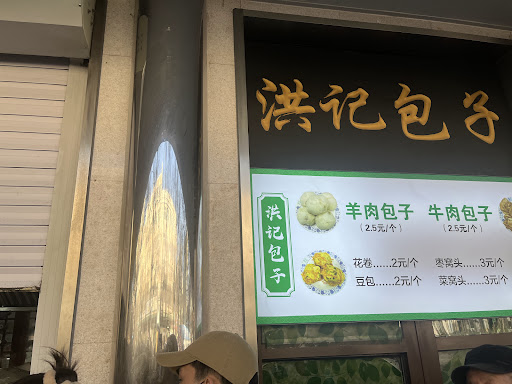 洪记包子
洪记包子
羊肉包子 牛肉包子
（2.5元/个） （2.5元/个）
花卷......2元/个 枣窝头......3元/个
豆包......2元/个 菜窝头......3元/个